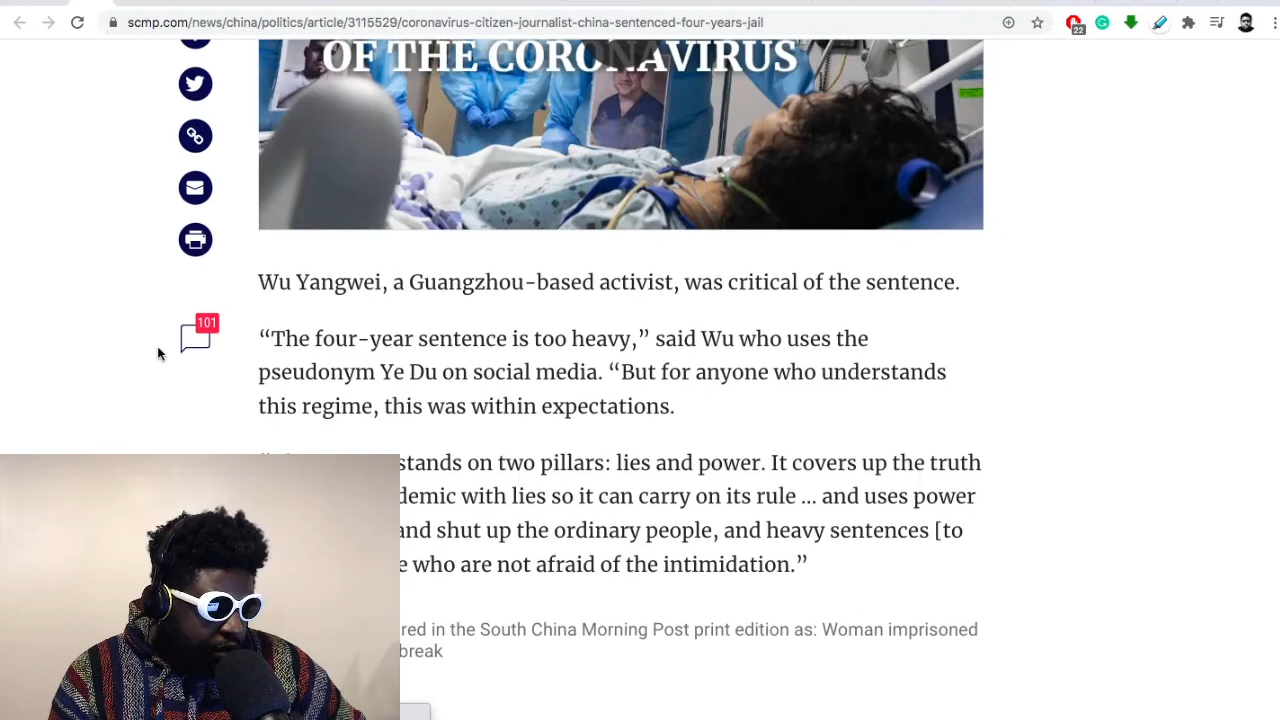 scmp.com/news/china/politics/article/3115529/coronavirus-citizen-journalist-china-sentenced-four-years-jail
22
OF THE CORONAVIRUS
Wu Yangwei, a Guangzhou-based activist, was critical of the sentence.
101
“The four-year sentence is too heavy,” said Wu who uses the
pseudonym Ye Du on social media. “But for anyone who understands
this regime, this was within expectations.
stands on two pillars: lies and power. It covers up the truth
demic with lies so it can carry on its rule ... and uses power
and shut up the ordinary people, and heavy sentences [to
e who are not afraid of the intimidation.”
red in the South China Morning Post print edition as: Woman imprisoned
break